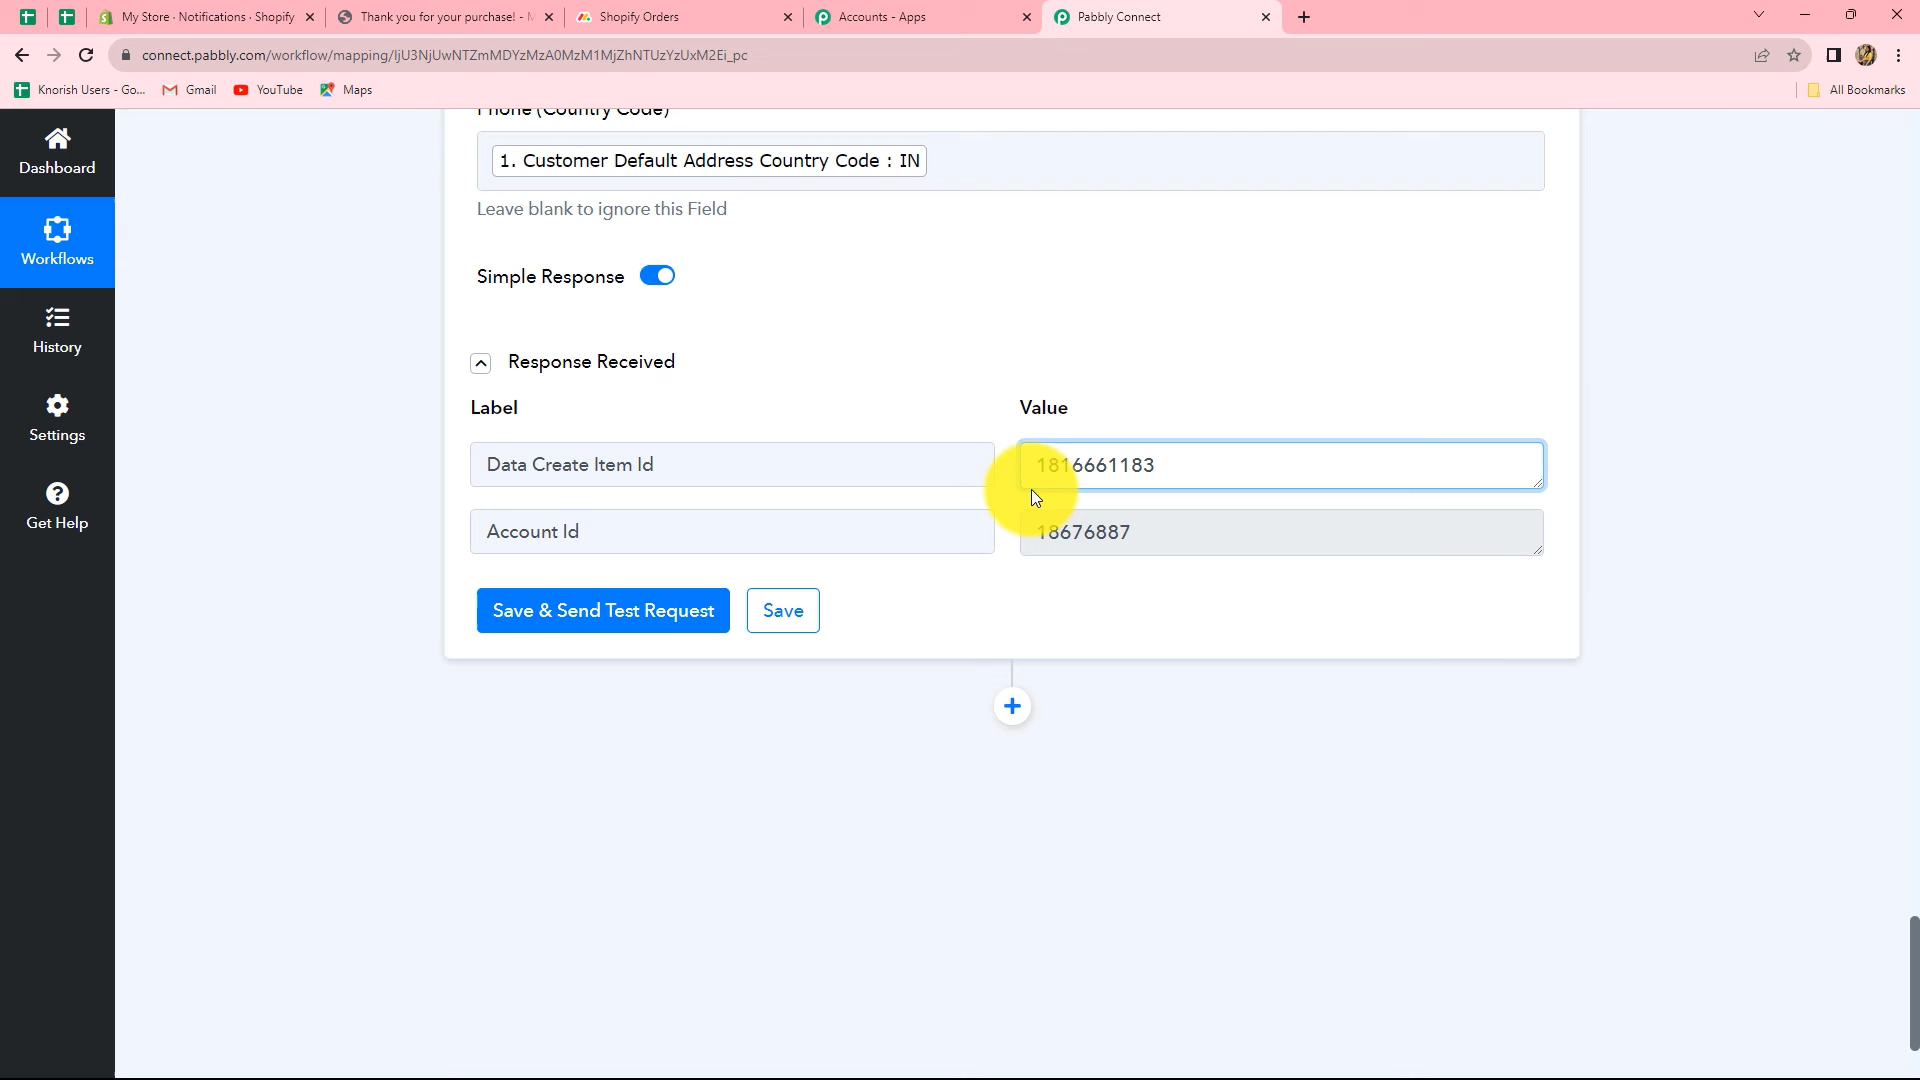 My Store · Notifications · Shopify
Thank you for your purchase! - M
Shopify Orders
Accounts - Apps
Pabbly Connect
connect.pabbly.com/workflow/mapping/IjU3NjUwNTZmMDYzMzA0MzM1MjZhNTUzYzUxM2Ei_pc
Knorish Users - Go...
Gmail
YouTube
Maps
All Bookmarks
Dashboard
Workflows
History
Settings
Get Help
Phone (Country Code)
1. Customer Default Address Country Code : IN
Leave blank to ignore this Field
Simple Response
Response Received
Label
Value
Data Create Item Id
1816661183
Account Id
18676887
Save & Send Test Request
Save